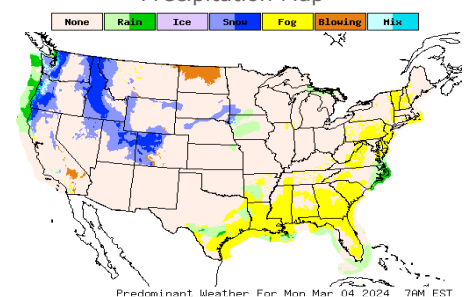 Precipitation Map
None Rain Ice Snow Fog Blowing Mix
Predominant Weather For Mon Mar 04 2024 7AM EST